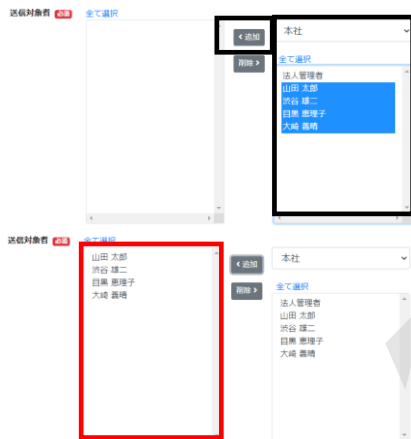 送信対象者 必須 全て選択
本社
< 追加
全て選択
削除 >
法人管理者
山田 太郎
渋谷 雄二
目黒 恵理子
大崎 義晴
送信対象者 必須 全て選択
山田 太郎
渋谷 雄二
目黒 恵理子
大崎 義晴
< 追加
本社
削除 >
全て選択
法人管理者
山田 太郎
渋谷 雄二
目黒 恵理子
大崎 義晴